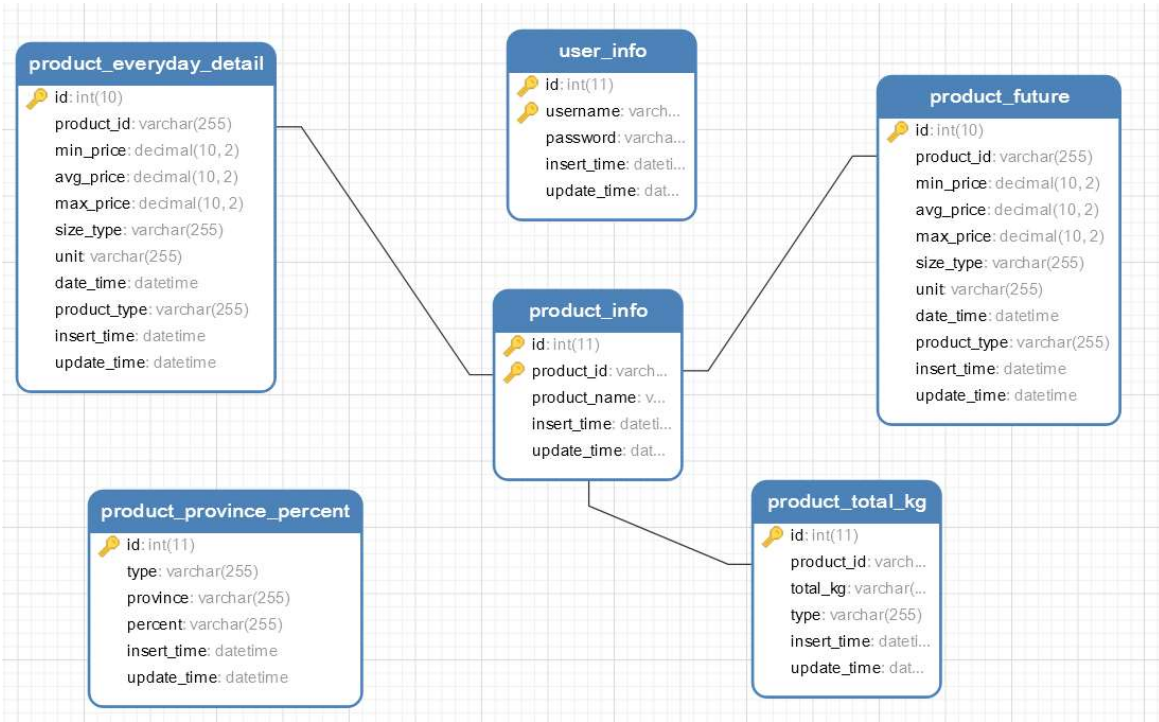 product_everyday_detail
id: int(10)
product_id: varchar(255)
min_price: decimal(10, 2)
avg_price: decimal(10, 2)
max_price: decimal(10, 2)
size_type: varchar(255)
unit: varchar(255)
date_time: datetime
product_type: varchar(255)
insert_time: datetime
update_time: datetime
user_info
id: int(11)
username: varch...
password: varcha...
insert_time: dateti...
update_time: dat...
product_future
id: int(10)
product_id: varchar(255)
min_price: decimal(10, 2)
avg_price: decimal(10, 2)
max_price: decimal(10, 2)
size_type: varchar(255)
unit: varchar(255)
date_time: datetime
product_type: varchar(255)
insert_time: datetime
update_time: datetime
product_info
id: int(11)
product_id: varch...
product_name: v...
insert_time: dateti...
update_time: dat...
product_province_percent
id: int(11)
type: varchar(255)
province: varchar(255)
percent: varchar(255)
insert_time: datetime
update_time: datetime
product_total_kg
id: int(11)
product_id: varch...
total_kg: varchar(...
type: varchar(255)
insert_time: dateti...
update_time: dat...